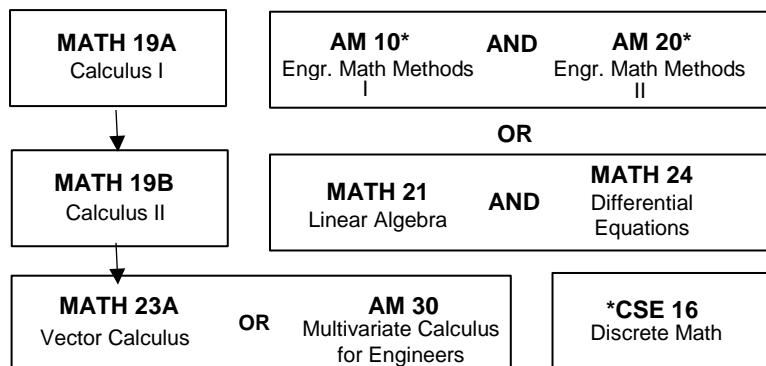 MATH 19A
Calculus I
AM 10* AND AM 20*
Engr. Math Methods Engr. Math Methods
I II
OR
MATH 19B
Calculus II
MATH 21 AND MATH 24
Linear Algebra Differential
Equations
MATH 23A OR AM 30
Vector Calculus Multivariate Calculus
for Engineers
*CSE 16
Discrete Math